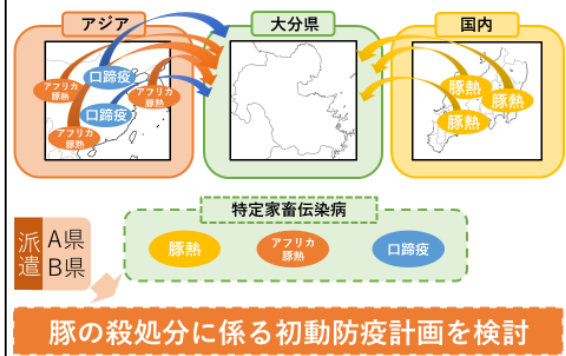 アジア
大分県
国内
口蹄疫
アフリカ
豚熱
アフリカ
豚熱
口蹄疫
アフリカ
豚熱
豚熱
豚熱
豚熱
特定家畜伝染病
豚熱
アフリカ
豚熱
口蹄疫
派遣
A県
B県
豚の殺処分に係る初動防疫計画を検討